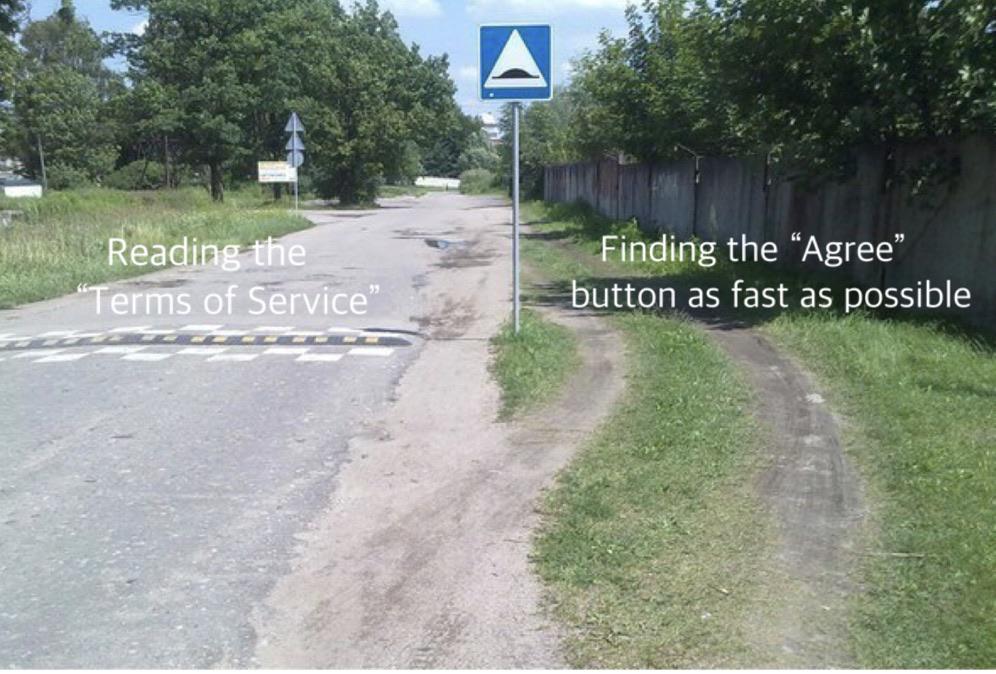 Reading the
“Terms of Service”
Finding the “Agree”
button as fast as possible